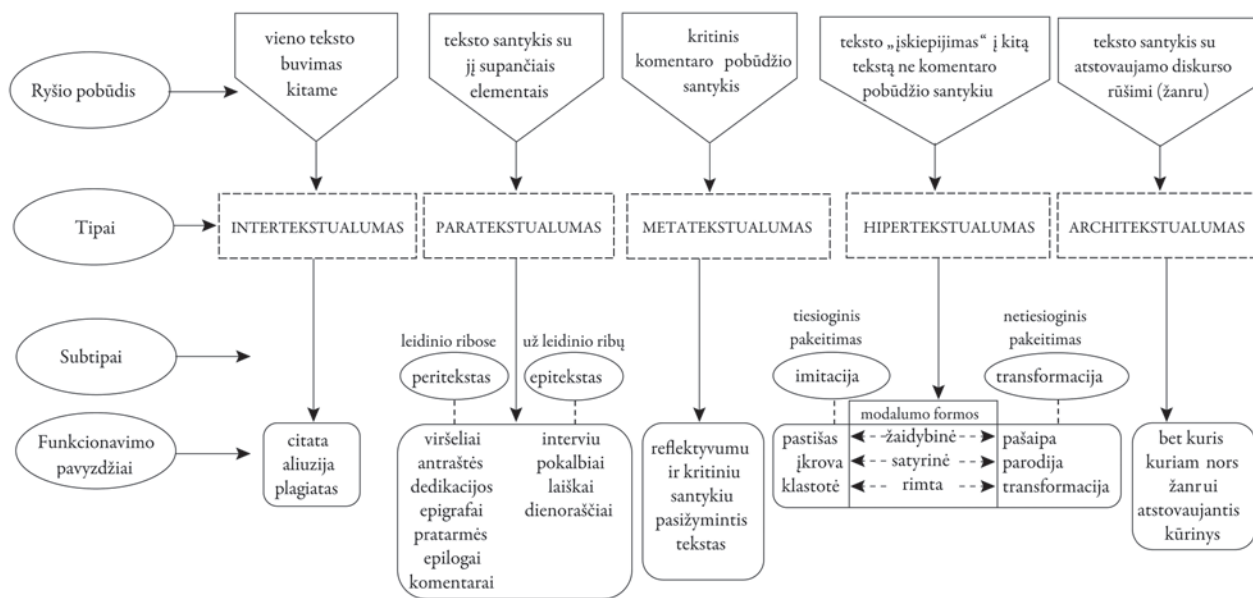 Ryšio pobūdis
vieno teksto
buvimas
kitame
teksto santykis su
jį supančiais
elementais
kritinis
komentaro pobūdžio
santykis
teksto „įskiepijimas“ į kitą
tekstą ne komentaro
pobūdžio santykiu
teksto santykis su
atstovaujamo diskurso
rūšimi (žanru)
Tipai
INTERTEKSTUALUMAS
PARATEKSTUALUMAS
METATEKSTUALUMAS
HIPERTEKSTUALUMAS
ARCHITEKSTUALUMAS
Subtipai
leidinio ribose
peritekstas
už leidinio ribų
epitekstas
tiesioginis
pakeitimas
imitacija
netiesioginis
pakeitimas
transformacija
Funkcionavimo
pavyzdžiai
citata
aliuzija
plagiatas
viršeliai
antraštės
dedikacijos
epigrafai
pratarmės
epilogai
komentarai
interviu
pokalbiai
laiškai
dienoraščiai
reflektyvumu
ir kritiniu
santykiu
pasižymintis
tekstas
modalumo formos
pastišas žaidybinė pašaipa
įkrova satyrinė parodija
klastotė rimta transformacija
bet kuris
kuriam nors
žanrui
atstovaujantis
kūrinys